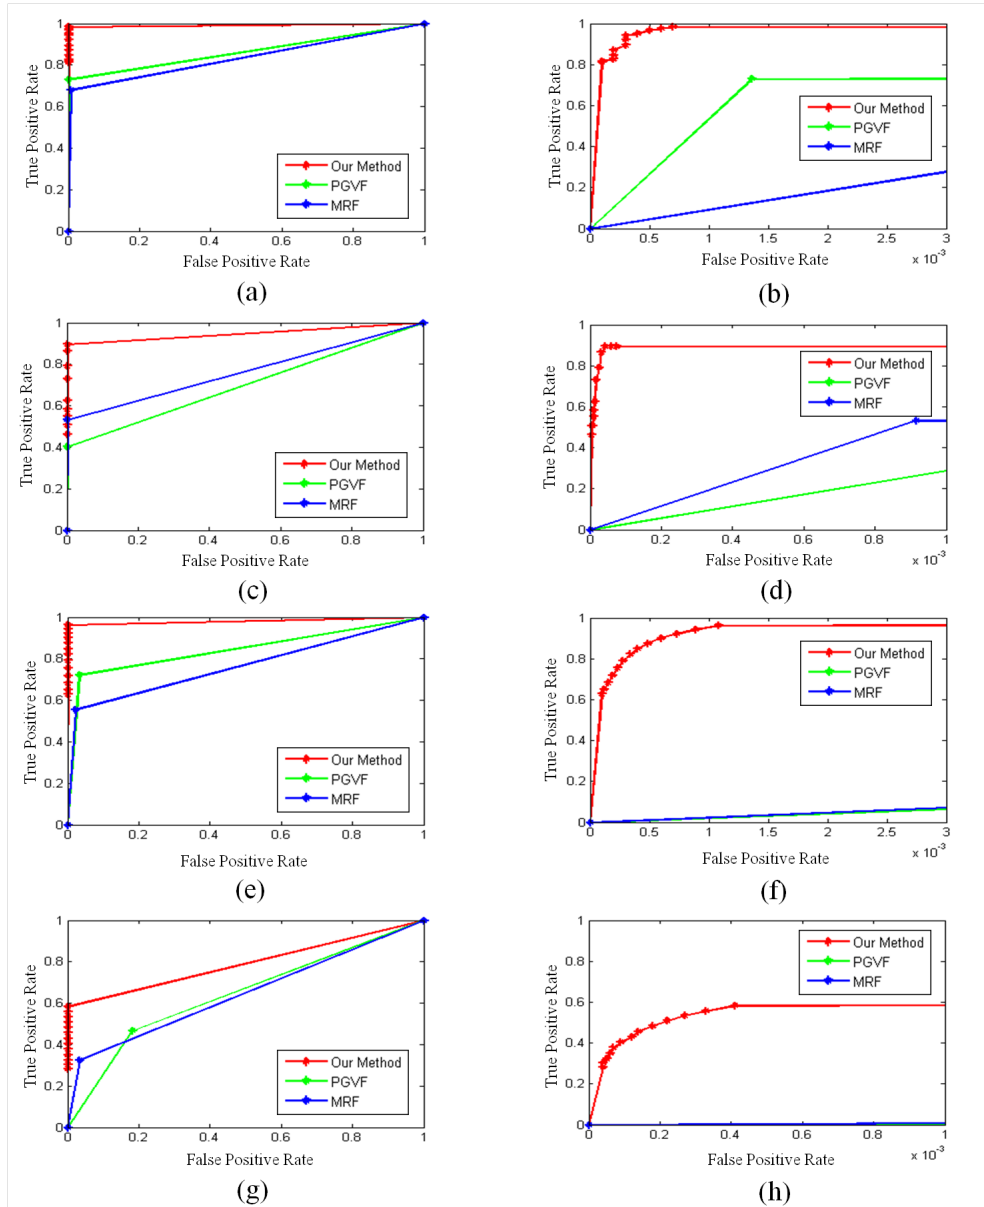 True Positive Rate
1
0.8
0.6
0.4
0.2
0
Our Method
PGVF
MRF
0 0.2 0.4 0.6 0.8 1
False Positive Rate
(a)
True Positive Rate
1
0.8
0.6
0.4
0.2
0
Our Method
PGVF
MRF
0 0.5 1 1.5 2 2.5 3
False Positive Rate
x 10⁻³
(b)
True Positive Rate
1
0.8
0.6
0.4
0.2
0
Our Method
PGVF
MRF
0 0.2 0.4 0.6 0.8 1
False Positive Rate
(c)
True Positive Rate
1
0.8
0.6
0.4
0.2
0
Our Method
PGVF
MRF
0 0.2 0.4 0.6 0.8 1
False Positive Rate
x 10⁻³
(d)
True Positive Rate
1
0.8
0.6
0.4
0.2
0
Our Method
PGVF
MRF
0 0.2 0.4 0.6 0.8 1
False Positive Rate
(e)
True Positive Rate
1
0.8
0.6
0.4
0.2
0
Our Method
PGVF
MRF
0 0.5 1 1.5 2 2.5 3
False Positive Rate
x 10⁻³
(f)
True Positive Rate
1
0.8
0.6
0.4
0.2
0
Our Method
PGVF
MRF
0 0.2 0.4 0.6 0.8 1
False Positive Rate
(g)
True Positive Rate
1
0.8
0.6
0.4
0.2
0
Our Method
PGVF
MRF
0 0.2 0.4 0.6 0.8 1
False Positive Rate
x 10⁻³
(h)